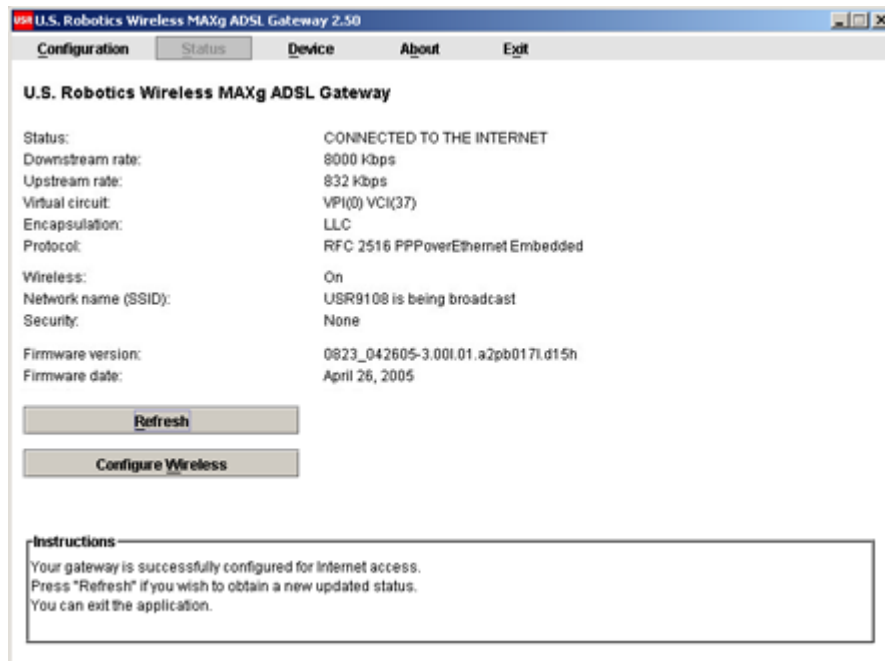 USR U.S. Robotics Wireless MAXg ADSL Gateway 2.50
Configuration Status Device About Exit
U.S. Robotics Wireless MAXg ADSL Gateway
Status: CONNECTED TO THE INTERNET
Downstream rate: 8000 Kbps
Upstream rate: 832 Kbps
Virtual circuit: VPI(0) VCI(37)
Encapsulation: LLC
Protocol: RFC 2516 PPPoverEthernet Embedded
Wireless: On
Network name (SSID): USR9108 is being broadcast
Security: None
Firmware version: 0823_042605-3.00l.01.a2pb017l.d15h
Firmware date: April 26, 2005
Refresh
Configure Wireless
Instructions
Your gateway is successfully configured for Internet access.
Press "Refresh" if you wish to obtain a new updated status.
You can exit the application.